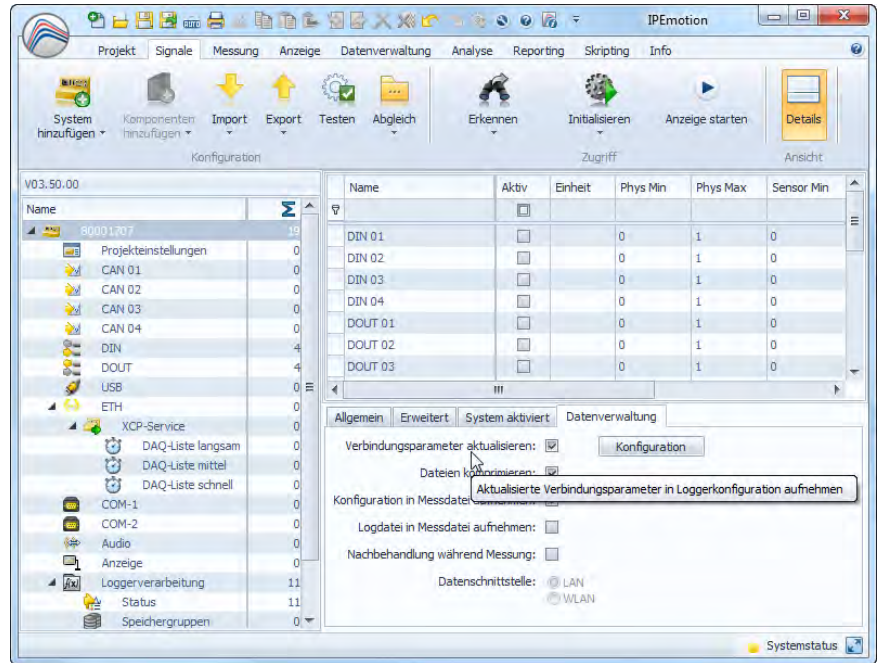 IPEmotion
Projekt Signale Messung Anzeige Datenverwaltung Analyse Reporting Skripting Info
System hinzufügen
Komponenten hinzufügen
Import
Export
Testen
Abgleich
Erkennen
Initialisieren
Anzeige starten
Details
Konfiguration
Zugriff
Ansicht
V03.50.00
Name Σ
80001707 19
Projekteinstellungen 0
CAN 01 0
CAN 02 0
CAN 03 0
CAN 04 0
DIN 4
DOUT 4
USB 0
ETH 0
XCP-Service 0
DAQ-Liste langsam 0
DAQ-Liste mittel 0
DAQ-Liste schnell 0
COM-1 0
COM-2 0
Audio 0
Anzeige 0
Loggerverarbeitung 11
Status 11
Speichergruppen 0
Name Aktiv Einheit Phys Min Phys Max Sensor Min
DIN 01 0 1 0
DIN 02 0 1 0
DIN 03 0 1 0
DIN 04 0 1 0
DOUT 01 0 1 0
DOUT 02 0 1 0
DOUT 03 0 1 0
Allgemein Erweitert System aktiviert Datenverwaltung
Verbindungsparameter aktualisieren: Konfiguration
Dateien komprimieren:
Aktualisierte Verbindungsparameter in Loggerkonfiguration aufnehmen
Konfiguration in Messdatei
Logdatei in Messdatei aufnehmen:
Nachbehandlung während Messung:
Datenschnittstelle: LAN
WLAN
Systemstatus